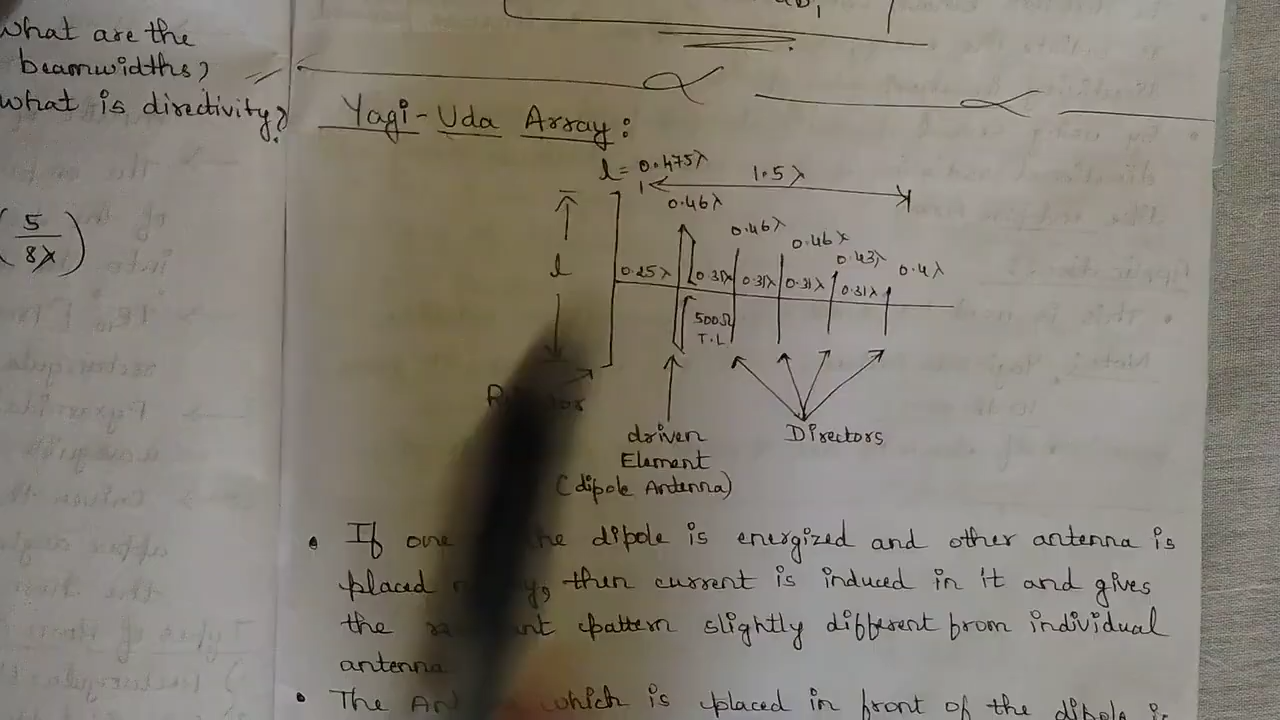 What are the
beamwidths?
What is directivity?
(5/8λ)
Yagi-Uda Array:
l = 0.475λ
1.5λ
0.46λ
0.46λ
0.46λ
0.43λ
0.4λ
l
0.25λ
0.31λ
0.31λ
0.31λ
0.31λ
500Ω
T.L
driven
Element
(dipole Antenna)
Directors
• If one the dipole is energized and other antenna is
placed then current is induced in it and gives
the pattern slightly different from individual
antenna
• The which is placed in front of the dipole is